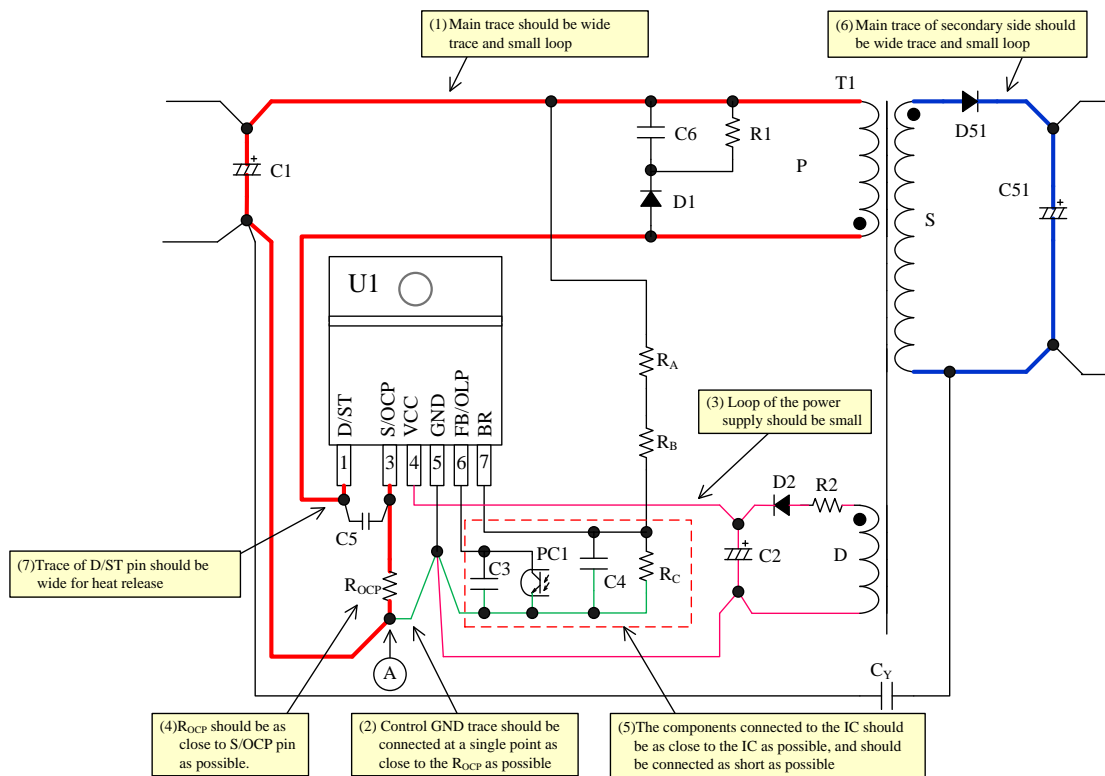 (1) Main trace should be wide
trace and small loop
(6) Main trace of secondary side should
be wide trace and small loop
T1
D51
C6
R1
P
C1
D1
C51
S
U1
D/ST
S/OCP
VCC
GND
FB/OLP
BR
RA
RB
(3) Loop of the power
supply should be small
1
3
4
5
6
7
D2
R2
C5
(7)Trace of D/ST pin should be
wide for heat release
PC1
C3
C4
RC
C2
D
ROCP
A
CY
(4)ROCP should be as
close to S/OCP pin
as possible.
(2) Control GND trace should be
connected at a single point as
close to the ROCP as possible
(5)The components connected to the IC should
be as close to the IC as possible, and should
be connected as short as possible